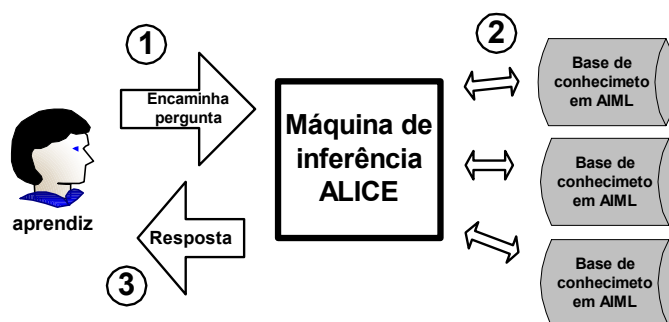 1
Encaminha
pergunta
aprendiz
Máquina de
inferência
ALICE
2
Base de
conhecimeto
em AIML
Base de
conhecimeto
em AIML
Base de
conhecimeto
em AIML
Resposta
3